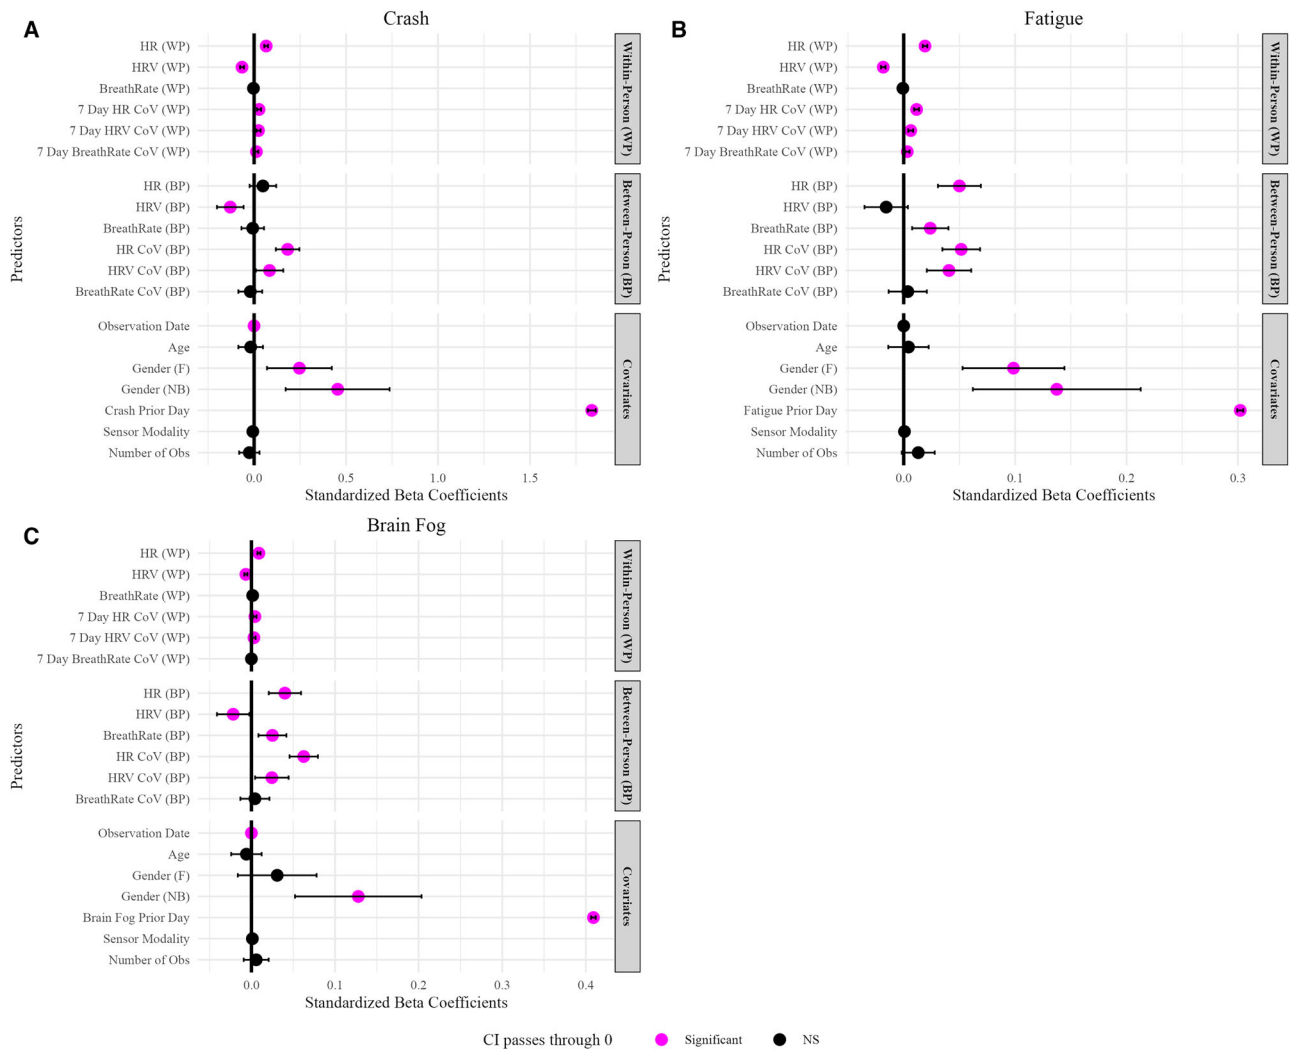 A
Crash
Predictors
HR (WP)
HRV (WP)
BreathRate (WP)
7 Day HR CoV (WP)
7 Day HRV CoV (WP)
7 Day BreathRate CoV (WP)
Within-Person (WP)
HR (BP)
HRV (BP)
BreathRate (BP)
HR CoV (BP)
HRV CoV (BP)
BreathRate CoV (BP)
Between-Person (BP)
Observation Date
Age
Gender (F)
Gender (NB)
Crash Prior Day
Sensor Modality
Number of Obs
Covariates
0.0 0.5 1.0 1.5
Standardized Beta Coefficients
B
Fatigue
Predictors
HR (WP)
HRV (WP)
BreathRate (WP)
7 Day HR CoV (WP)
7 Day HRV CoV (WP)
7 Day BreathRate CoV (WP)
Within-Person (WP)
HR (BP)
HRV (BP)
BreathRate (BP)
HR CoV (BP)
HRV CoV (BP)
BreathRate CoV (BP)
Between-Person (BP)
Observation Date
Age
Gender (F)
Gender (NB)
Fatigue Prior Day
Sensor Modality
Number of Obs
Covariates
0.0 0.1 0.2 0.3
Standardized Beta Coefficients
C
Brain Fog
Predictors
HR (WP)
HRV (WP)
BreathRate (WP)
7 Day HR CoV (WP)
7 Day HRV CoV (WP)
7 Day BreathRate CoV (WP)
Within-Person (WP)
HR (BP)
HRV (BP)
BreathRate (BP)
HR CoV (BP)
HRV CoV (BP)
BreathRate CoV (BP)
Between-Person (BP)
Observation Date
Age
Gender (F)
Gender (NB)
Brain Fog Prior Day
Sensor Modality
Number of Obs
Covariates
0.0 0.1 0.2 0.3 0.4
Standardized Beta Coefficients
CI passes through 0 Significant NS